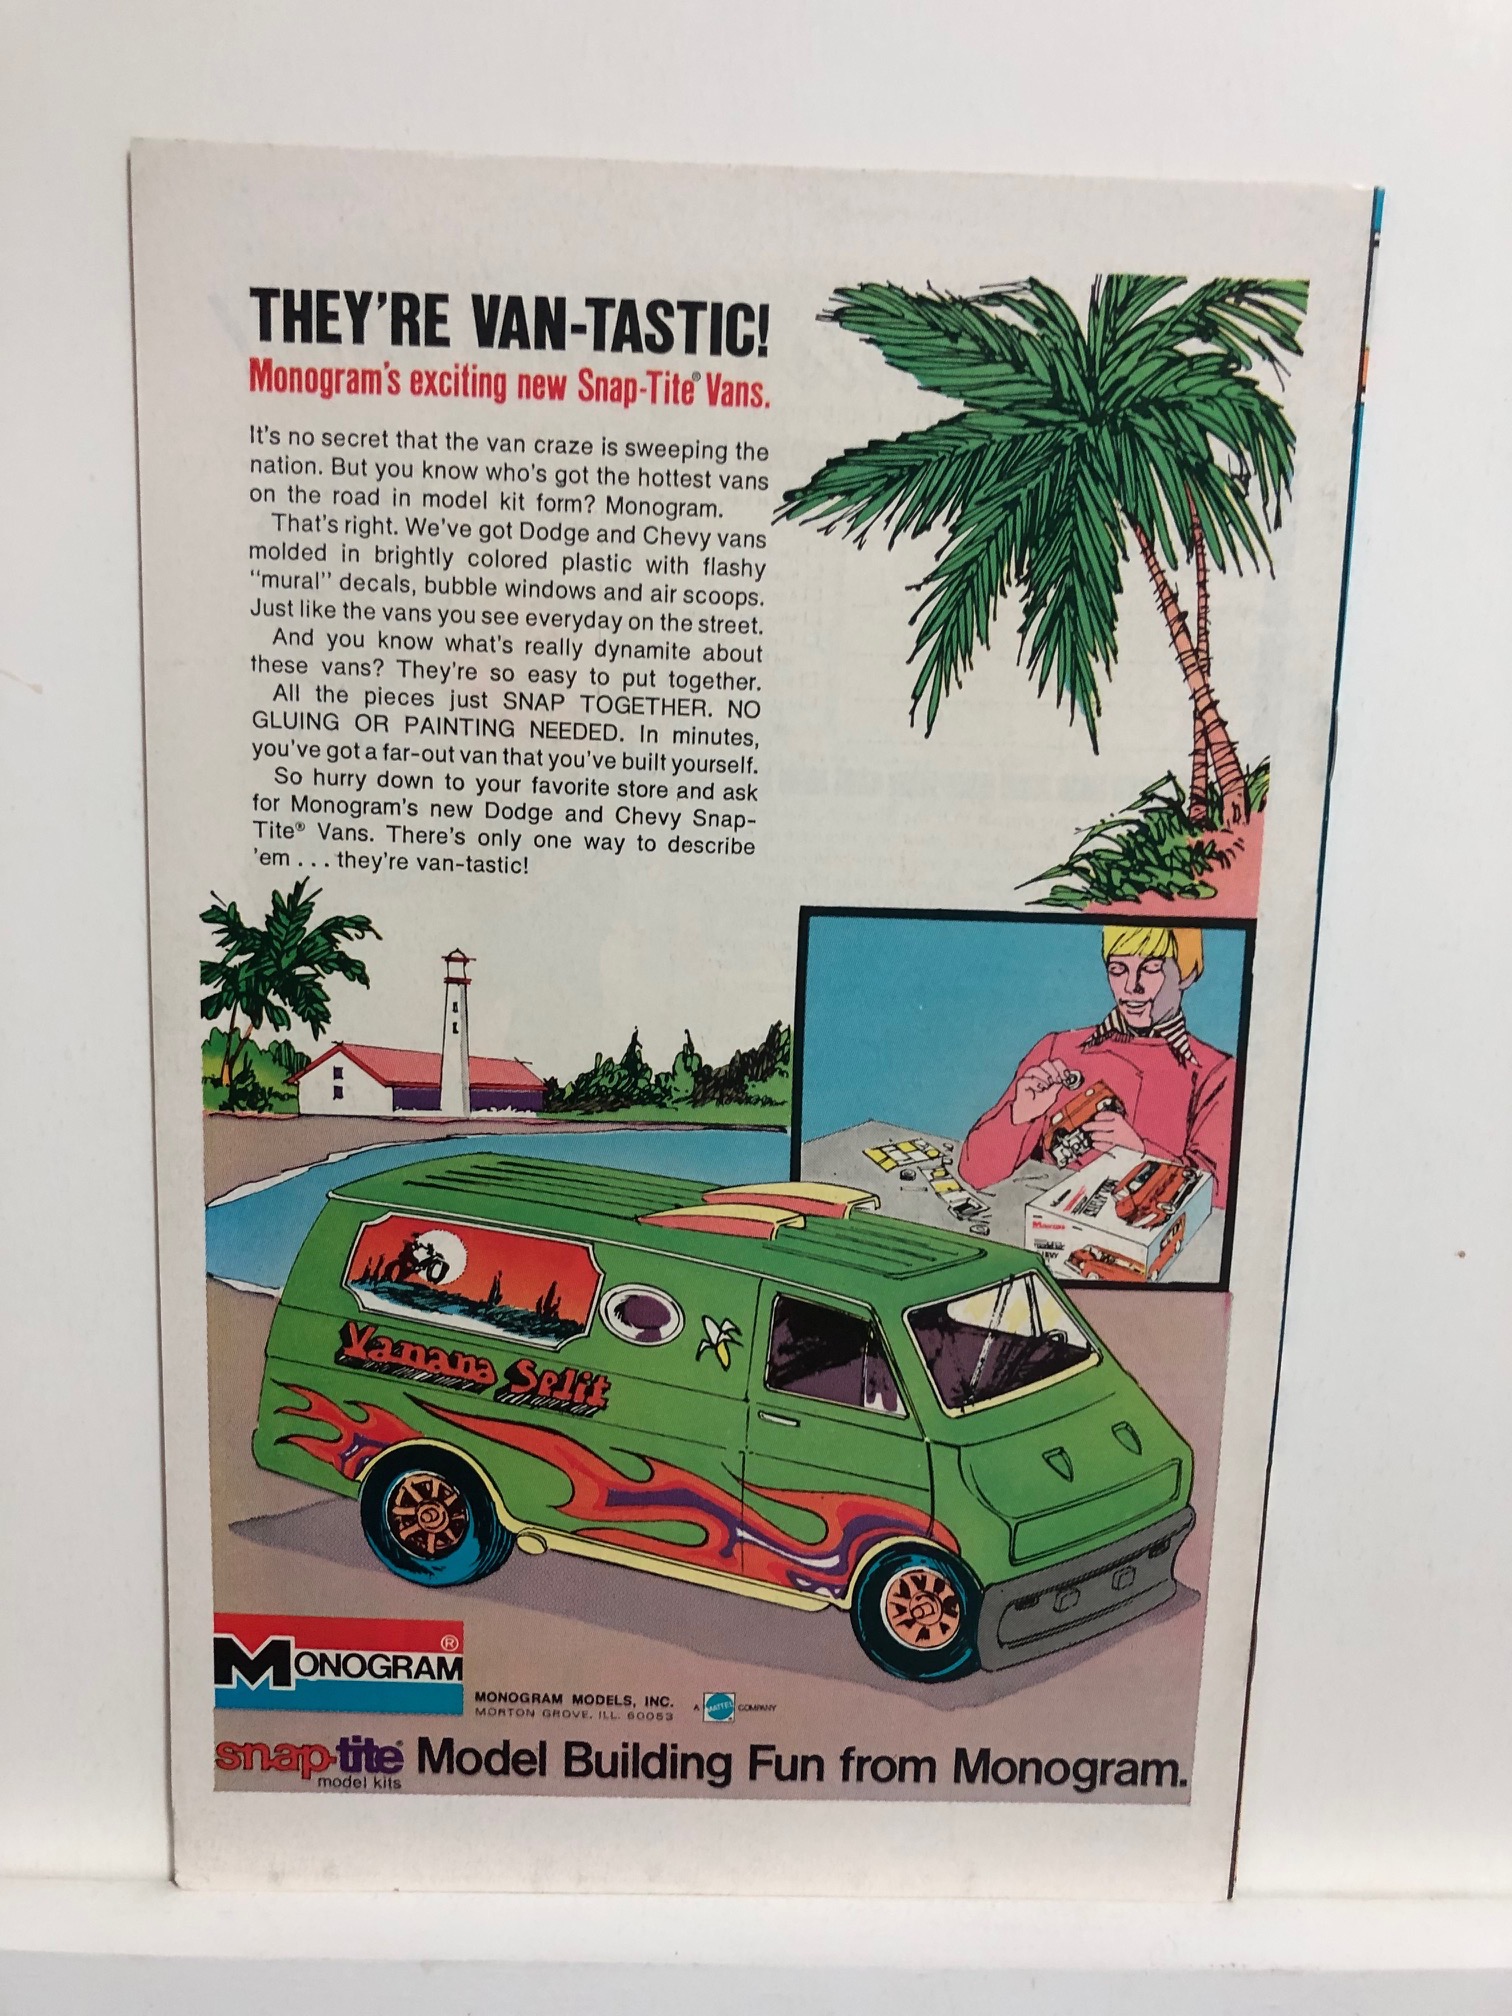 THEY'RE VAN-TASTIC!
Monogram's exciting new Snap-Tite® Vans.
It's no secret that the van craze is sweeping the
nation. But you know who's got the hottest vans
on the road in model kit form? Monogram.
That's right. We've got Dodge and Chevy vans
molded in brightly colored plastic with flashy
"mural" decals, bubble windows and air scoops.
Just like the vans you see everyday on the street.
And you know what's really dynamite about
these vans? They're so easy to put together.
All the pieces just SNAP TOGETHER. NO
GLUING OR PAINTING NEEDED. In minutes,
you've got a far-out van that you've built yourself.
So hurry down to your favorite store and ask
for Monogram's new Dodge and Chevy Snap-
Tite® Vans. There's only one way to describe
'em . . . they're van-tastic!
Vanana Split
MONOGRAM ®
MONOGRAM MODELS, INC.
MORTON GROVE, ILL. 60053
A MATTEL COMPANY
snap-tite® Model Building Fun from Monogram.
model kits